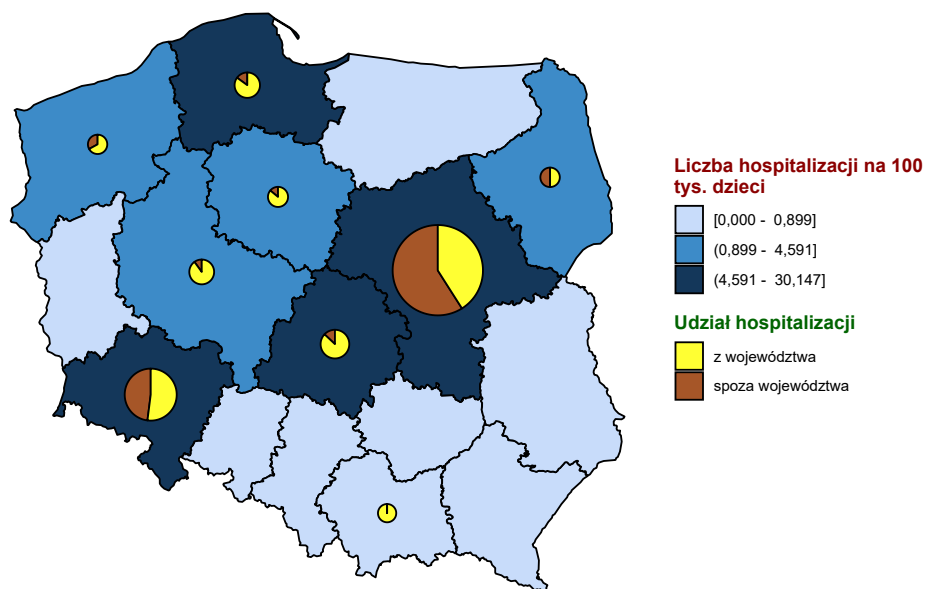 Liczba hospitalizacji na 100
tys. dzieci
[0,000 - 0,899]
(0,899 - 4,591]
(4,591 - 30,147]
Udział hospitalizacji
z województwa
spoza województwa